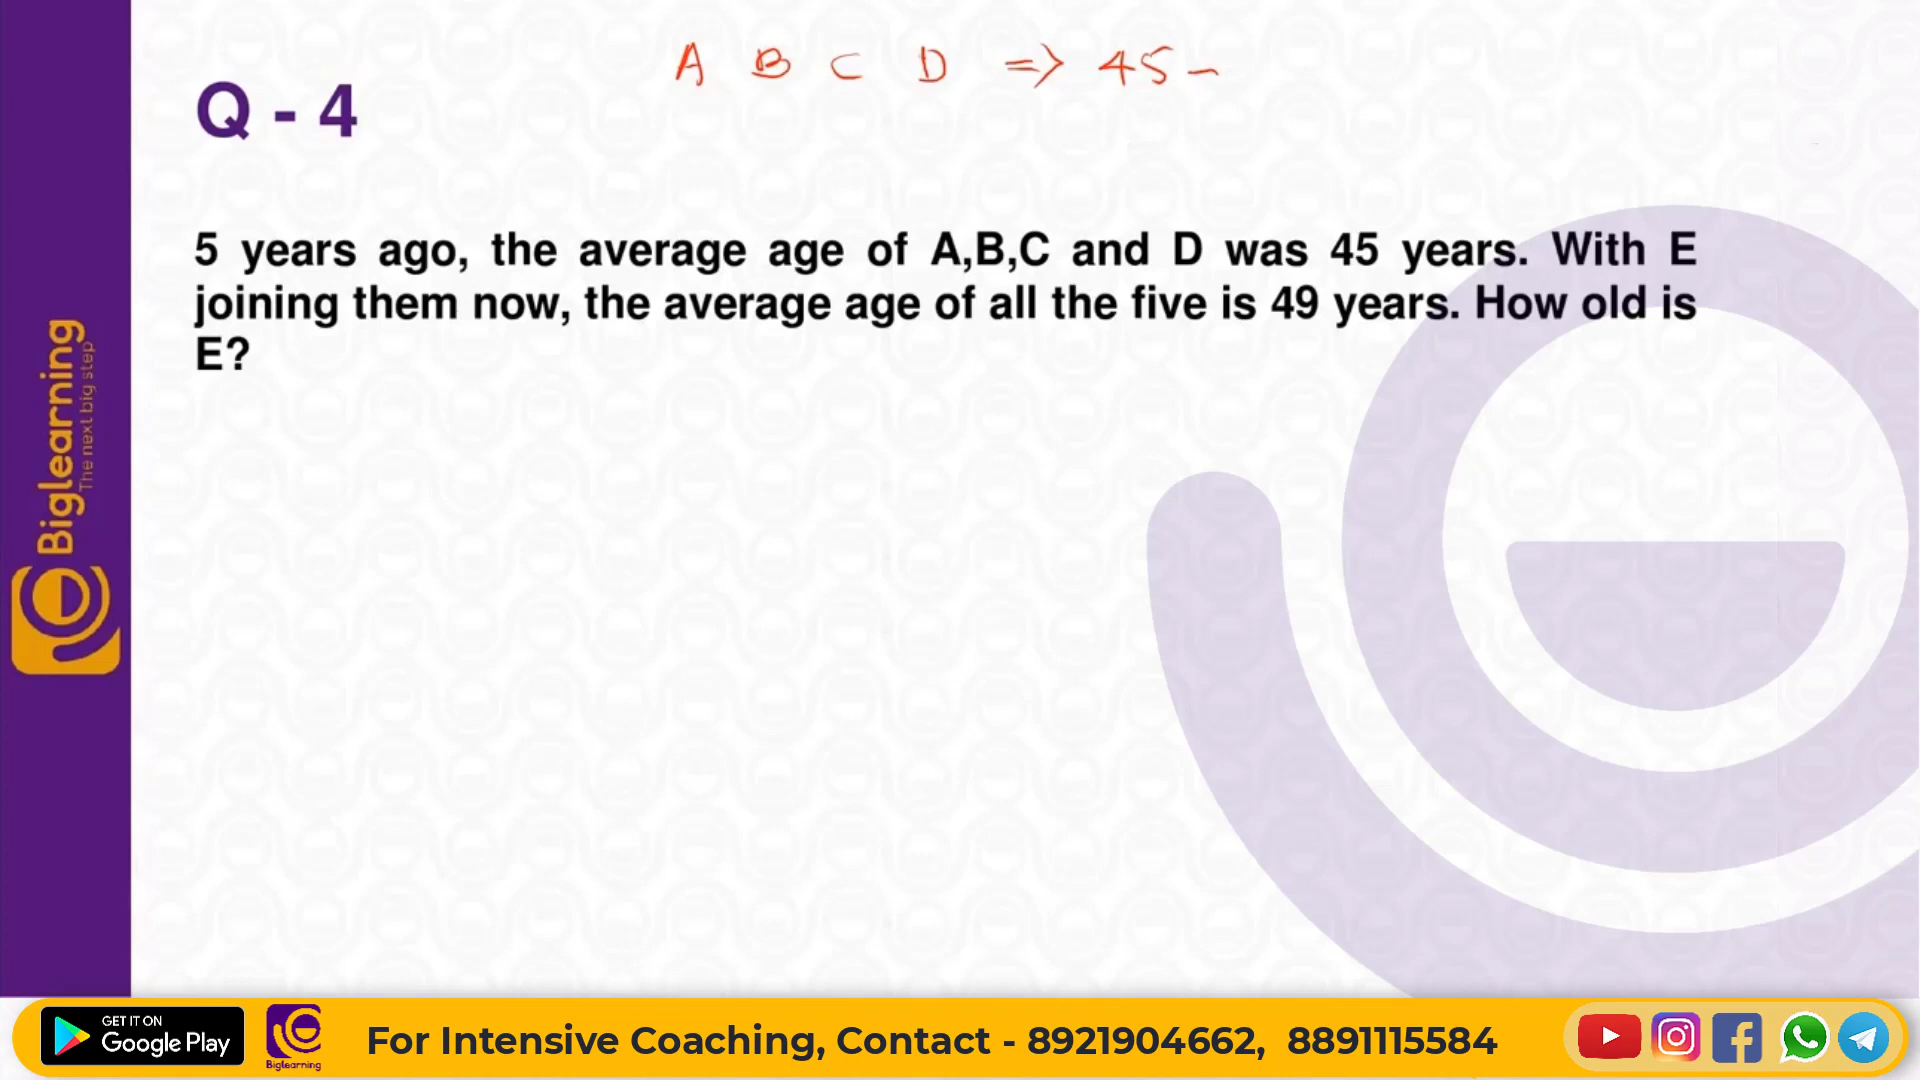 A B C D => 45 -
Q - 4
5 years ago, the average age of A,B,C and D was 45 years. With E
joining them now, the average age of all the five is 49 years. How old is
E?
Biglearning
The next big step
GET IT ON
Google Play
Biglearning
For Intensive Coaching, Contact - 8921904662, 8891115584